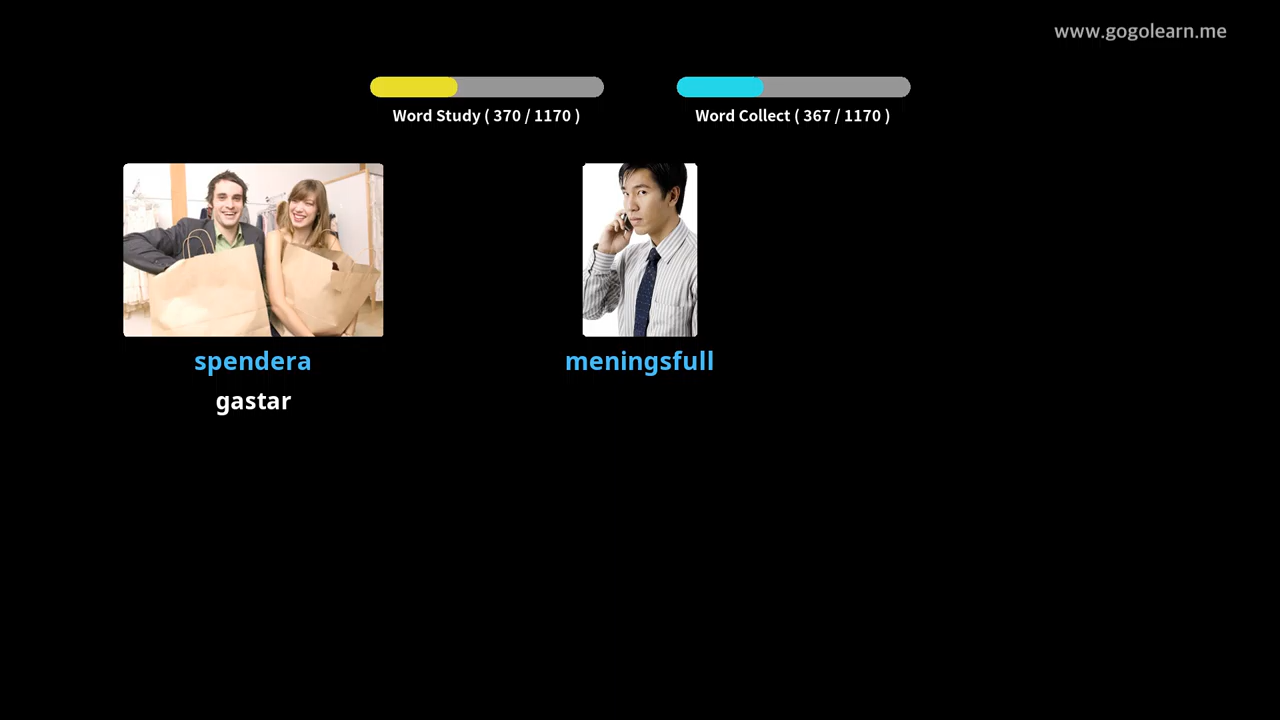 www.gogolearn.me
Word Study ( 370 / 1170 )
Word Collect ( 367 / 1170 )
spendera
meningsfull
gastar